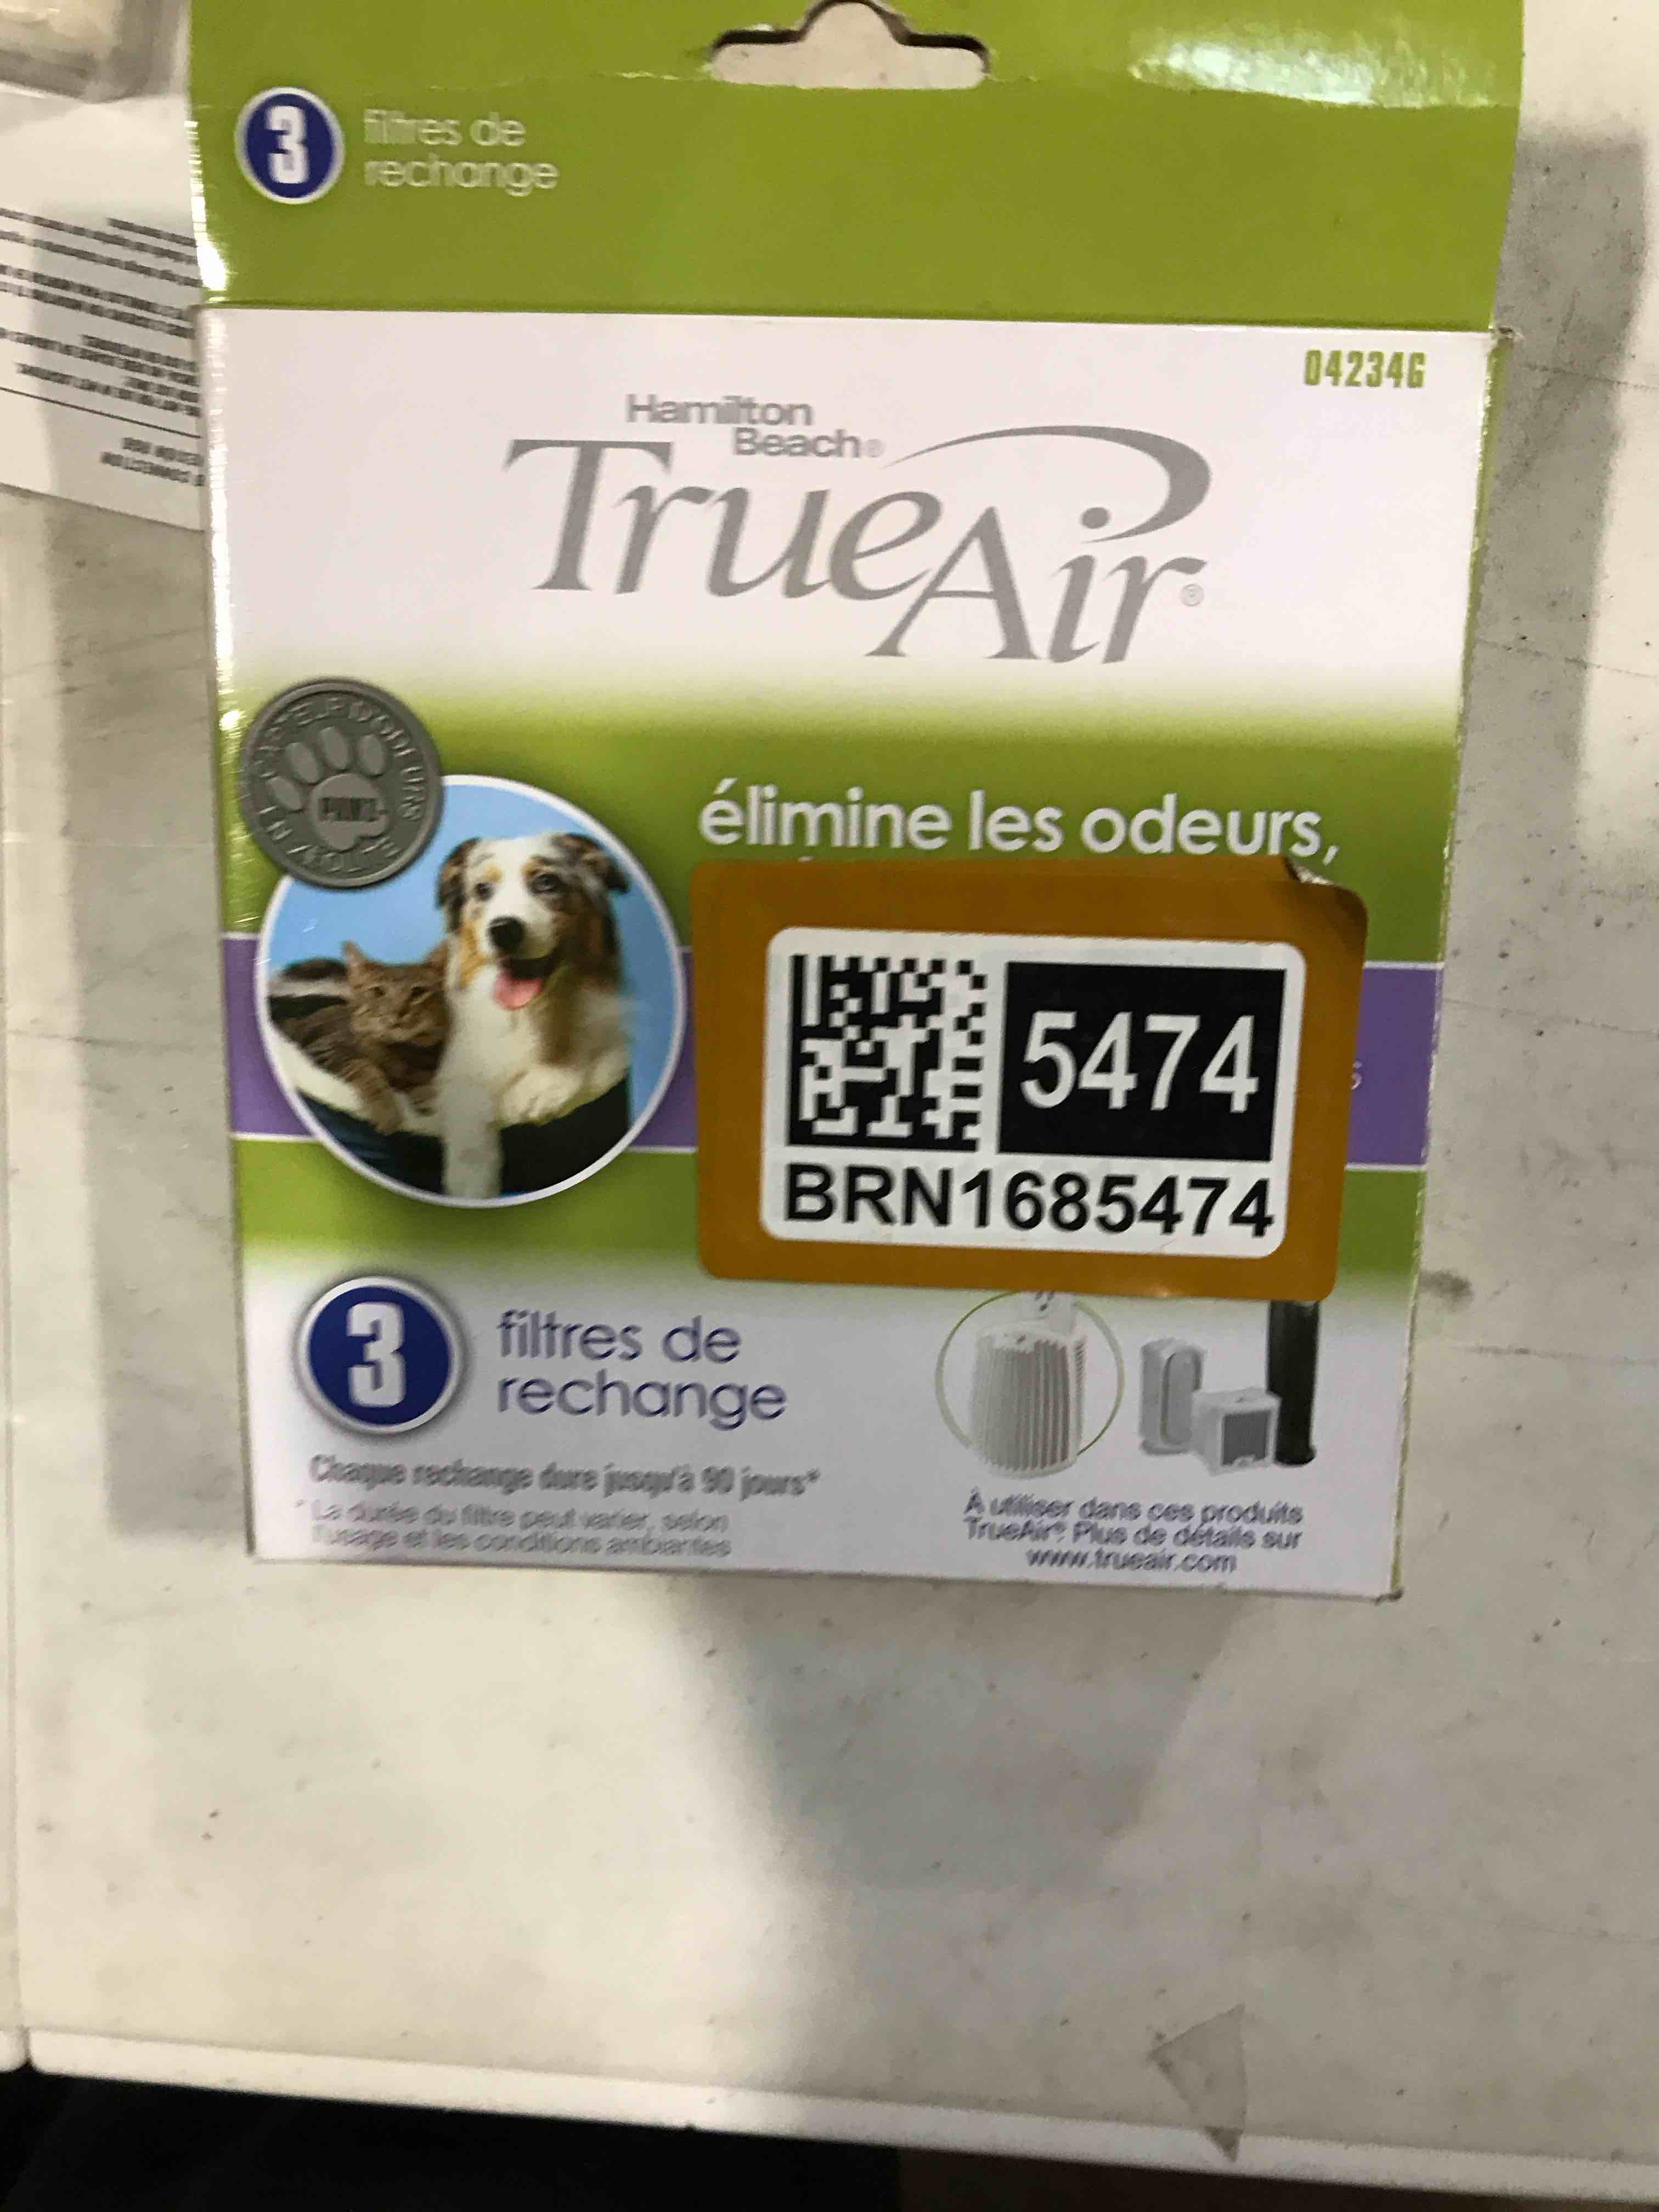 3
filtres de
rechange
04234G
Hamilton
Beach®
TrueAir®
élimine les odeurs,
5474
BRN1685474
3
filtres de
rechange
Chaque rechange dure jusqu'à 90 jours*
* La durée du filtre peut varier, selon
l'usage et les conditions ambiantes
À utiliser dans ces produits
TrueAir® Plus de détails sur
www.trueair.com